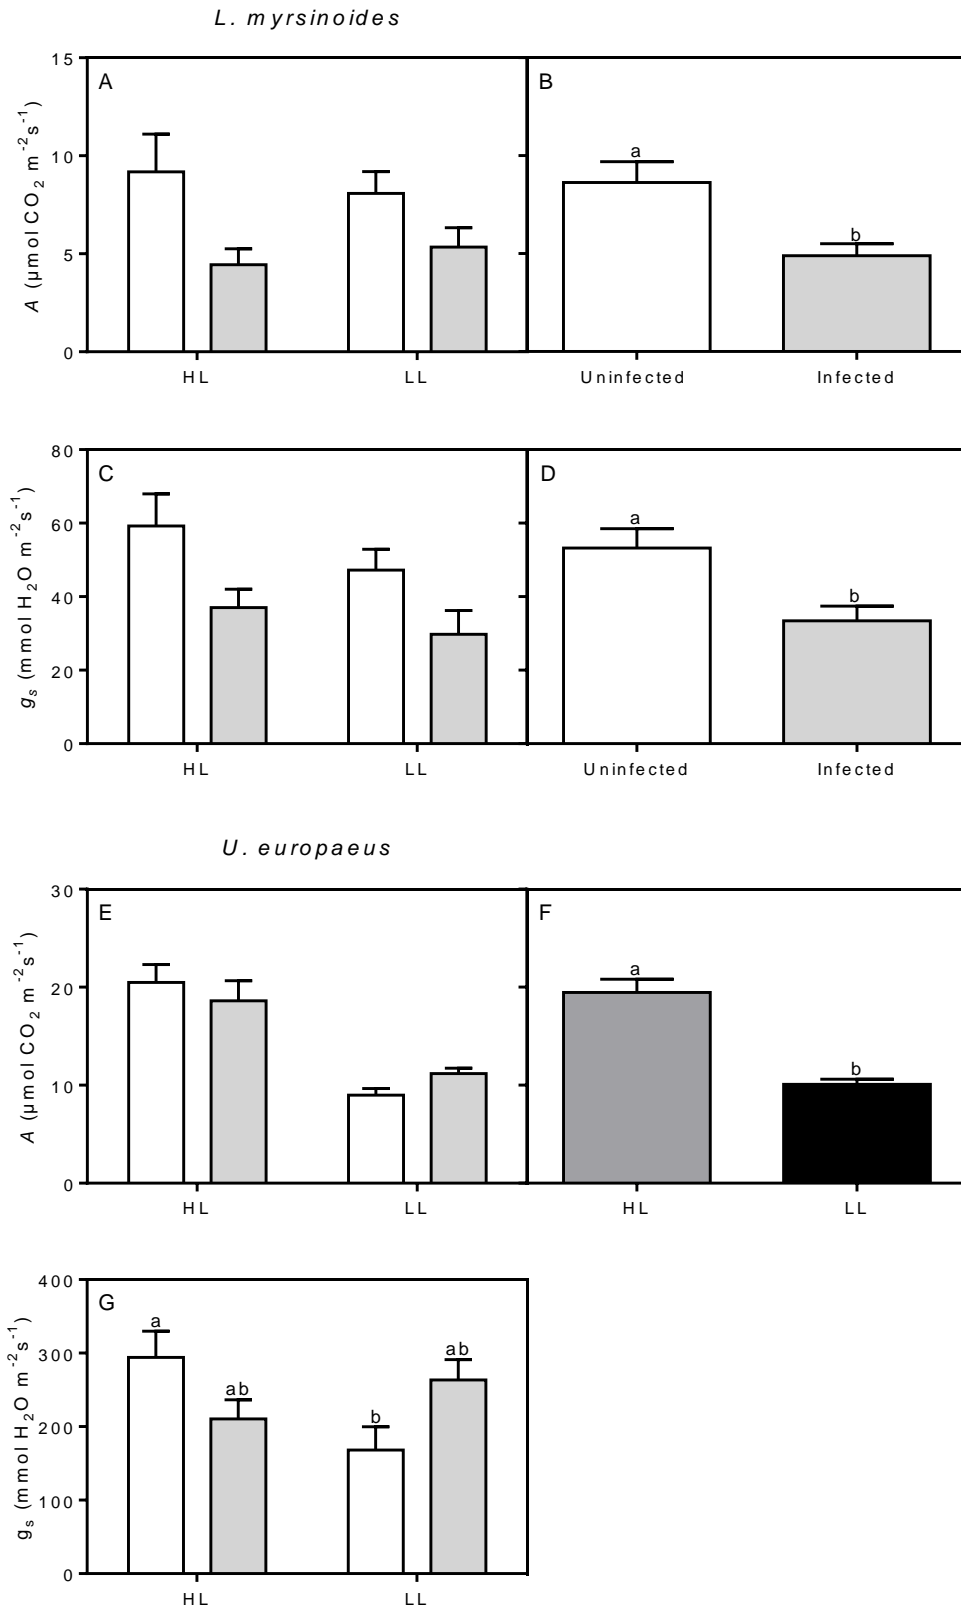 L. myrsinoides
A
B
A (µmol CO2 m-2s-1)
15
10
5
0
a
b
HL
LL
Uninfected
Infected
C
D
gs (mmol H2O m-2s-1)
80
60
40
20
0
a
b
HL
LL
Uninfected
Infected
U. europaeus
E
F
A (µmol CO2 m-2s-1)
30
20
10
0
a
b
HL
LL
HL
LL
G
gs (mmol H2O m-2s-1)
400
300
200
100
0
a
ab
b
ab
HL
LL